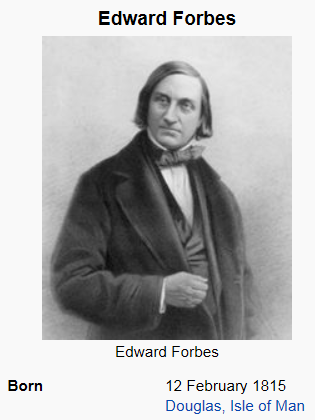 Edward Forbes
Edward Forbes
Born 12 February 1815
Douglas, Isle of Man